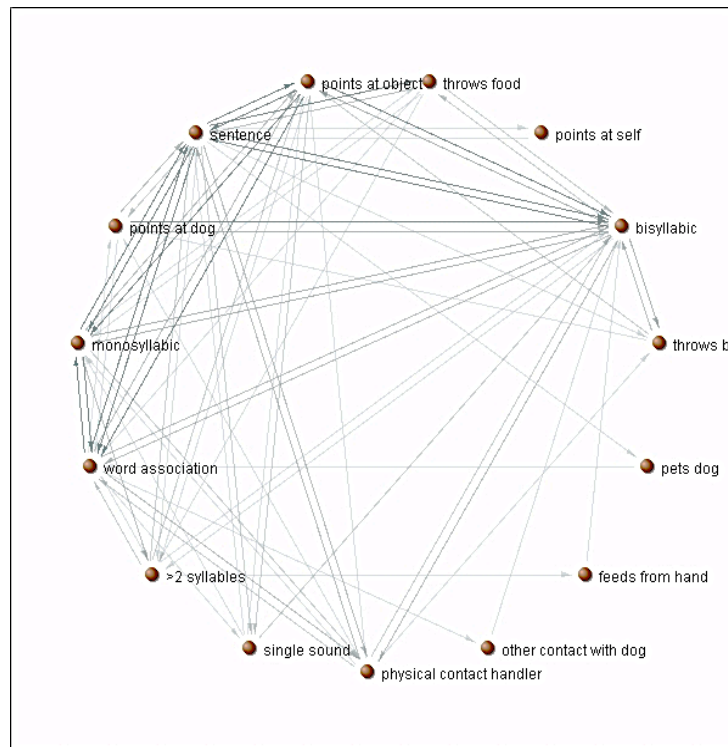 points at object
throws food
sentence
points at self
points at dog
bisyllabic
monosyllabic
throws b
word association
pets dog
>2 syllables
feeds from hand
single sound
other contact with dog
physical contact handler